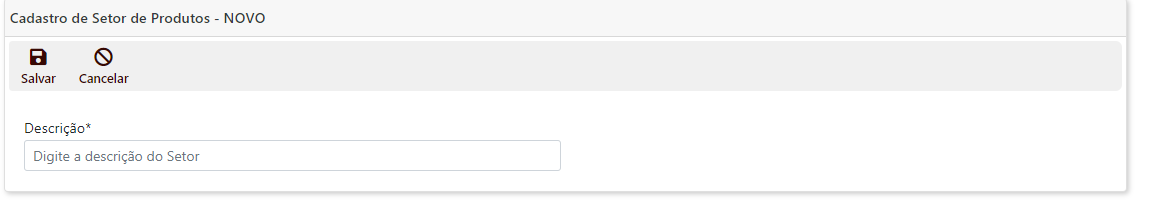 Cadastro de Setor de Produtos - NOVO
Salvar Cancelar
Descrição*
Digite a descrição do Setor